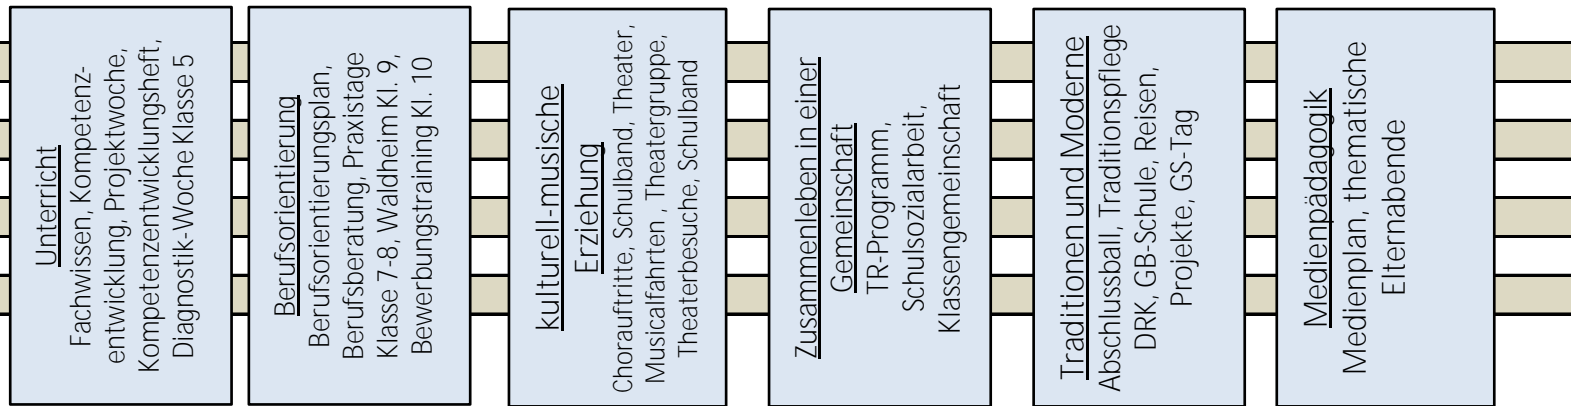 Unterricht
Fachwissen, Kompetenz-
entwicklung, Projektwoche,
Kompetenzentwicklungsheft,
Diagnostik-Woche Klasse 5
Berufsorientierung
Berufsorientierungsplan,
Berufsberatung, Praxistage
Klasse 7-8, Waldheim Kl. 9,
Bewerbungstraining Kl. 10
kulturell-musische
Erziehung
Chorauftritte, Schulband, Theater,
Musicalfahrten , Theatergruppe,
Theaterbesuche, Schulband
Zusammenleben in einer
Gemeinschaft
TR-Programm,
Schulsozialarbeit,
Klassengemeinschaft
Traditionen und Moderne
Abschlussball, Traditionspflege
DRK, GB-Schule, Reisen,
Projekte, GS-Tag
Medienpädagogik
Medienplan, thematische
Elternabende